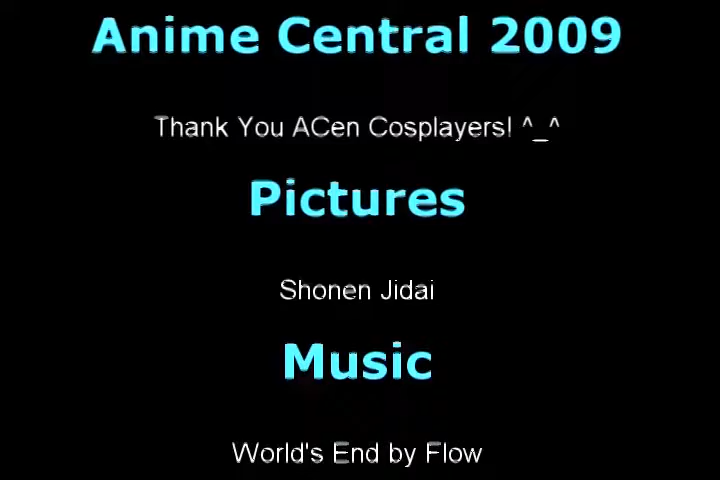 Anime Central 2009
Thank You ACen Cosplayers! ^_^
Pictures
Shonen Jidai
Music
World's End by Flow